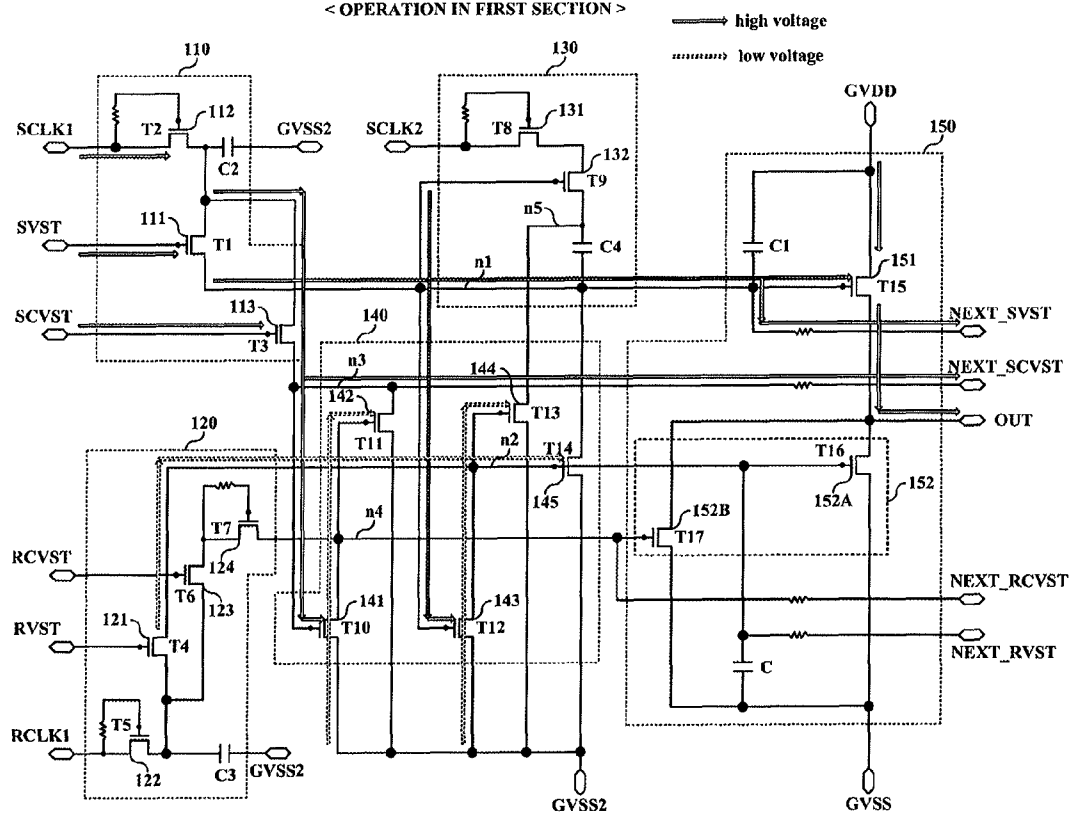 < OPERATION IN FIRST SECTION >
high voltage
low voltage
110
130
GVDD
112
131
150
SCLK1
T2
GVSS2
SCLK2
T8
C2
132
T9
111
n5
SVST
T1
C4
C1
n1
151
T15
113
SCVST
T3
140
NEXT_SVST
n3
144
NEXT_SCVST
142
T13
120
T11
n2
T14
OUT
T16
145
152A
152
T7
n4
152B
124
T17
RCVST
T6
123
NEXT_RCVST
121
141
143
RVST
T4
T10
T12
NEXT_RVST
C
T5
RCLK1
122
C3
GVSS2
GVSS2
GVSS